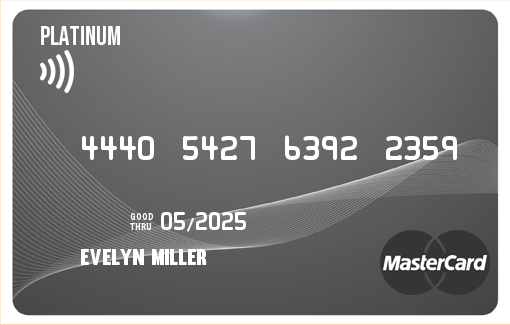 PLATINUM
4440 5427 6392 2359
GOOD
THRU 05/2025
EVELYN MILLER
MasterCard